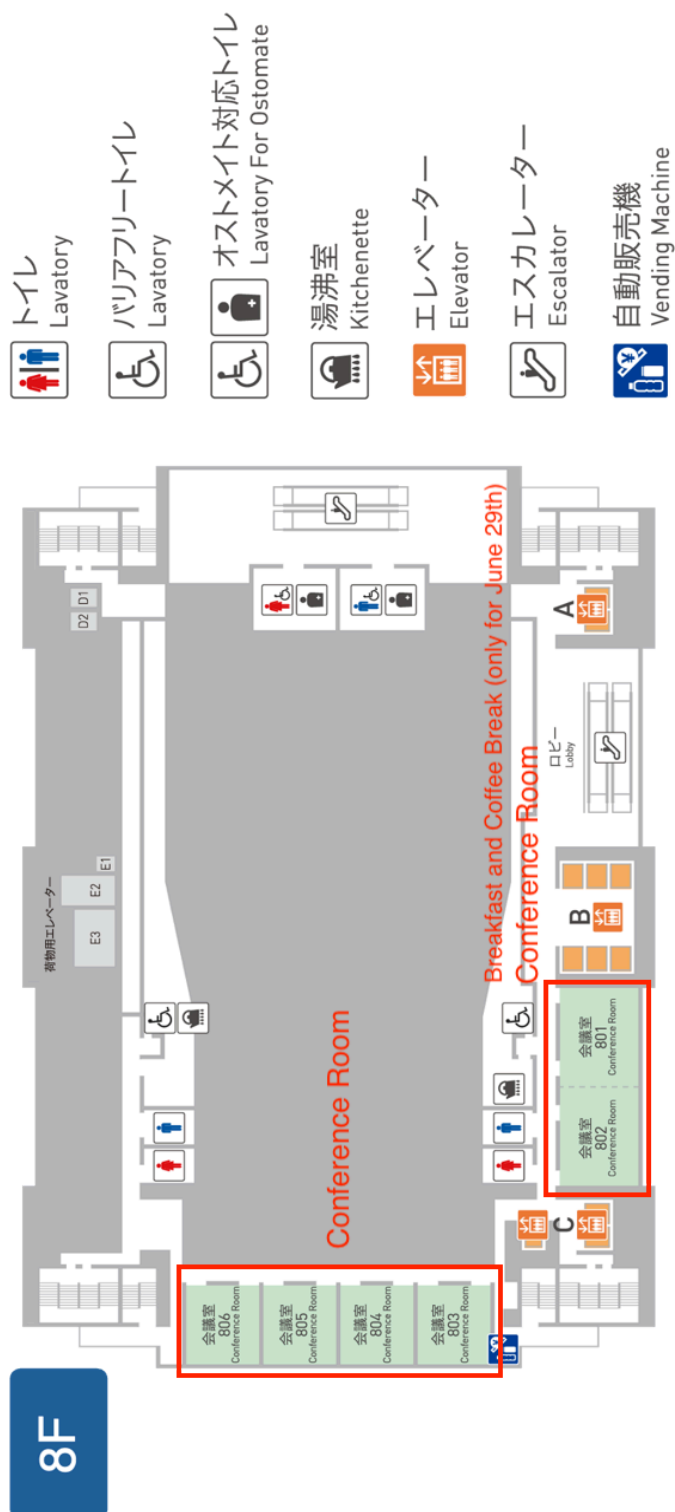 8F
トイレ
Lavatory
バリアフリートイレ
Lavatory
オストメイト対応トイレ
Lavatory For Ostomate
湯沸室
Kitchenette
エレベーター
Elevator
エスカレーター
Escalator
自動販売機
Vending Machine
荷物用エレベーター
E3
E2
E1
D2
D1
Conference Room
会議室
806
Conference Room
会議室
805
Conference Room
会議室
804
Conference Room
会議室
803
Conference Room
Breakfast and Coffee Break (only for June 29th)
Conference Room
C
会議室
802
Conference Room
会議室
801
Conference Room
B
ロビー
Lobby
A